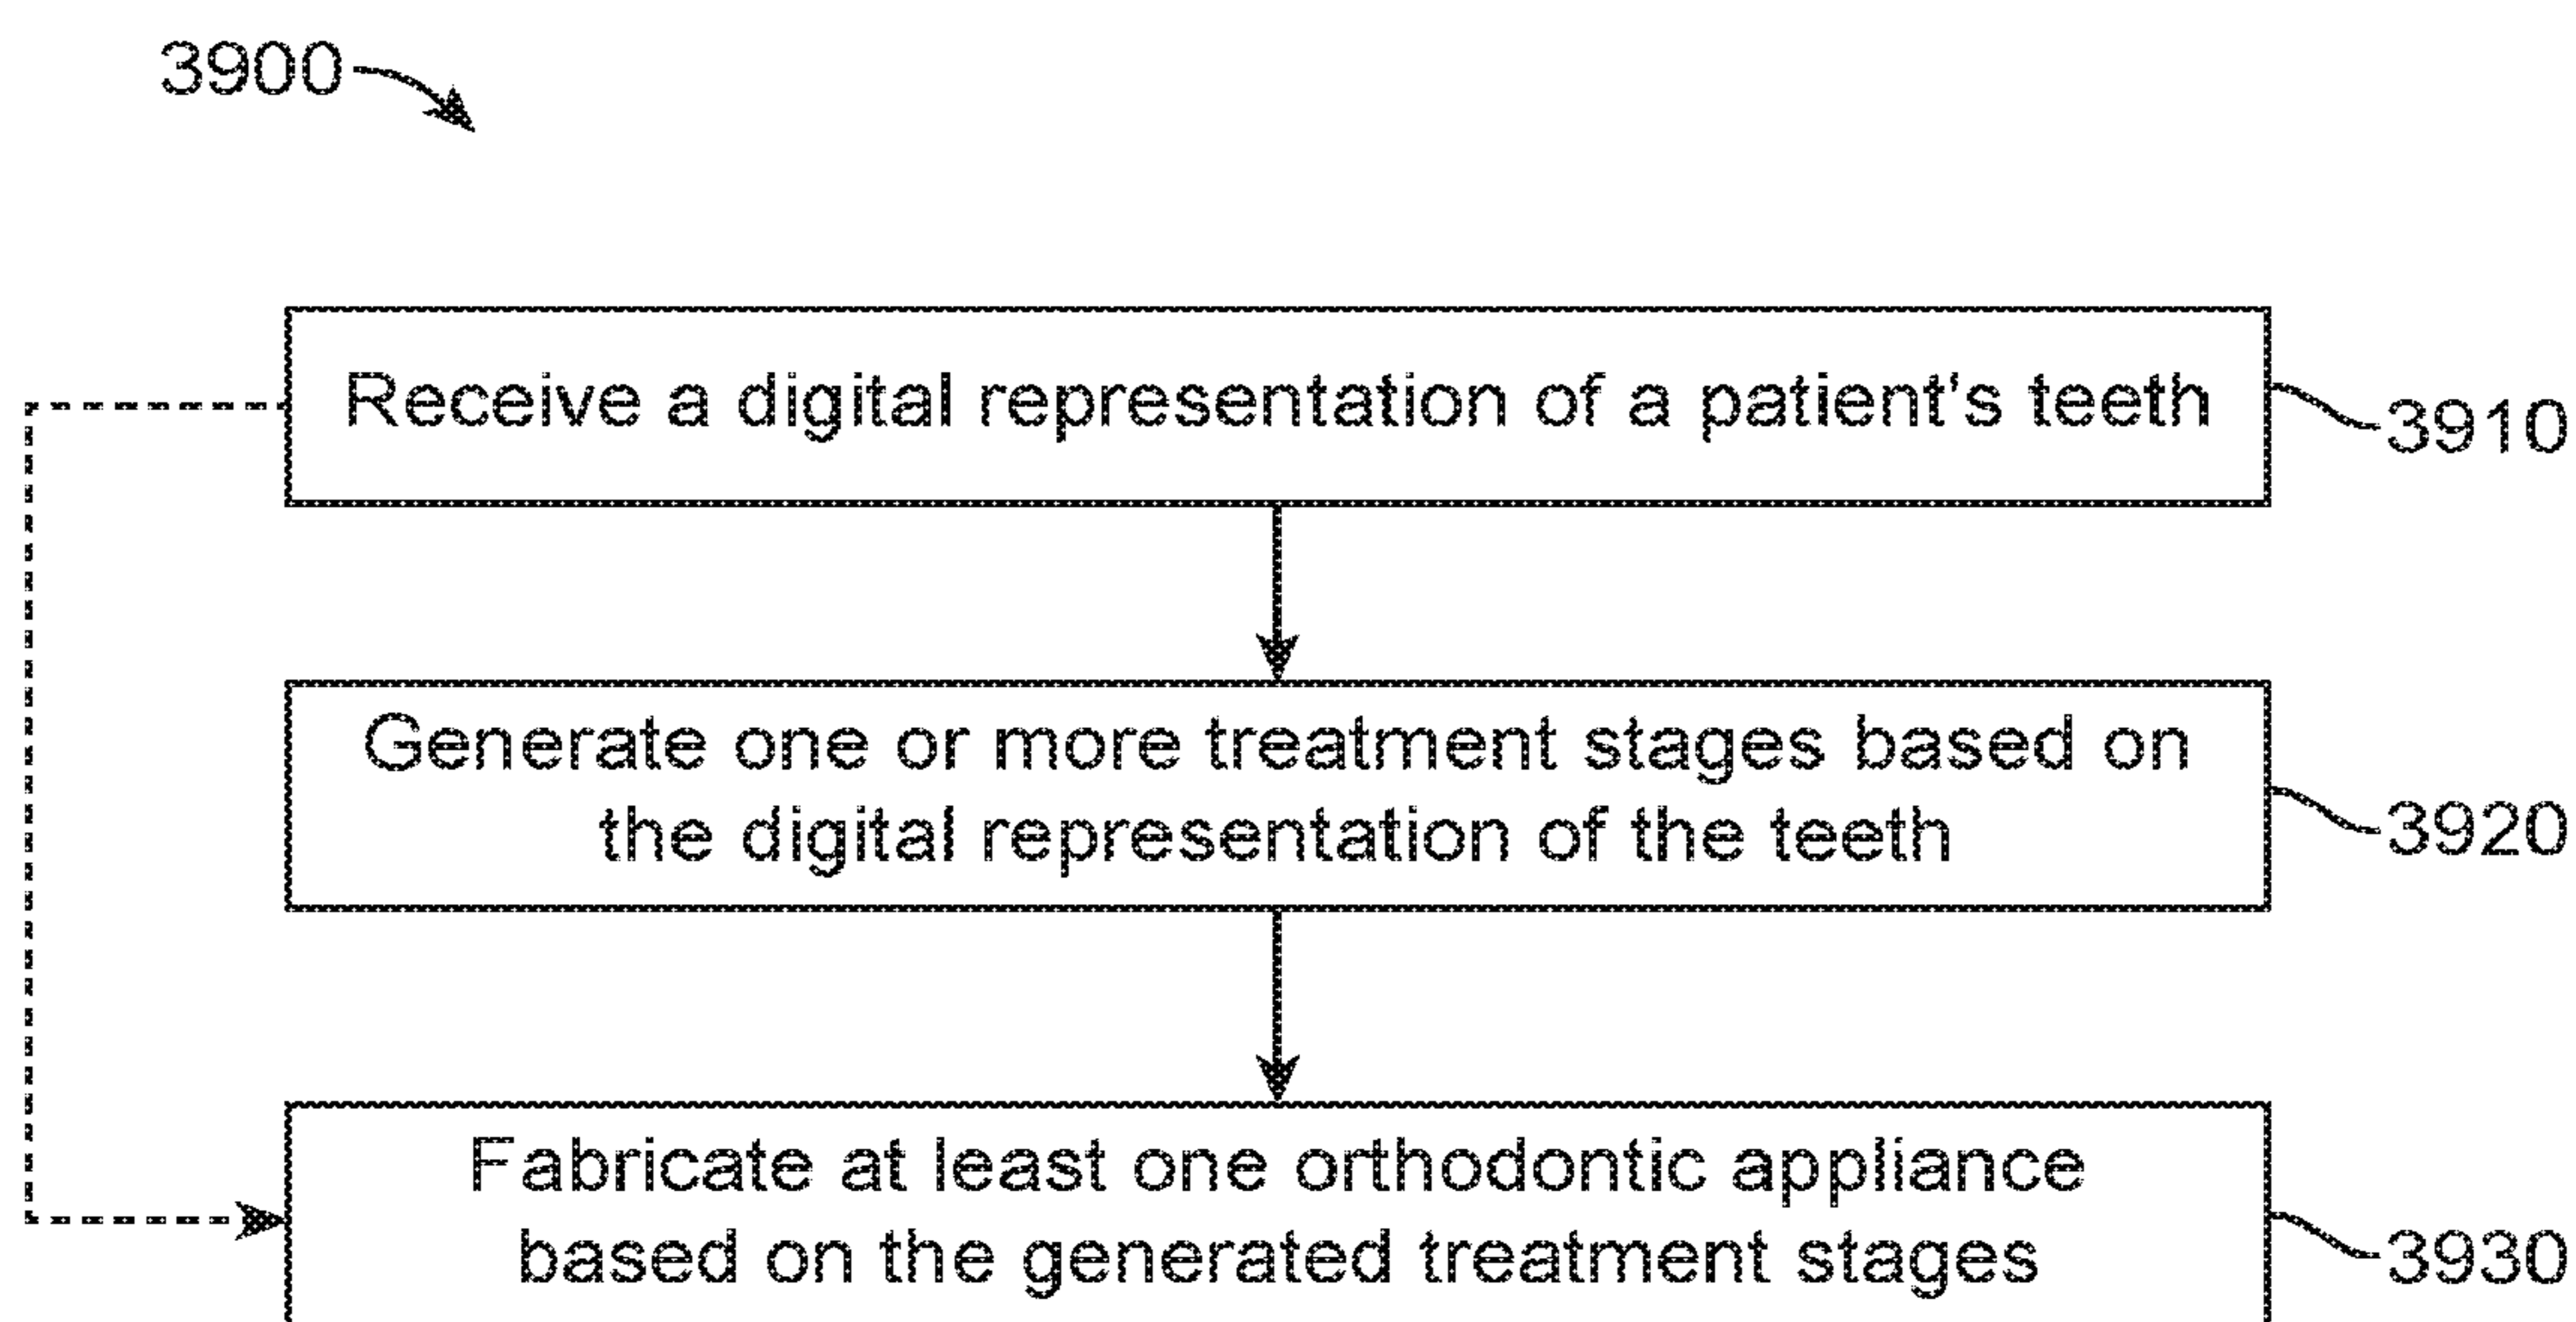 3900
Receive a digital representation of a patient's teeth
3910
Generate one or more treatment stages based on
the digital representation of the teeth
3920
Fabricate at least one orthodontic appliance
based on the generated treatment stages
3930